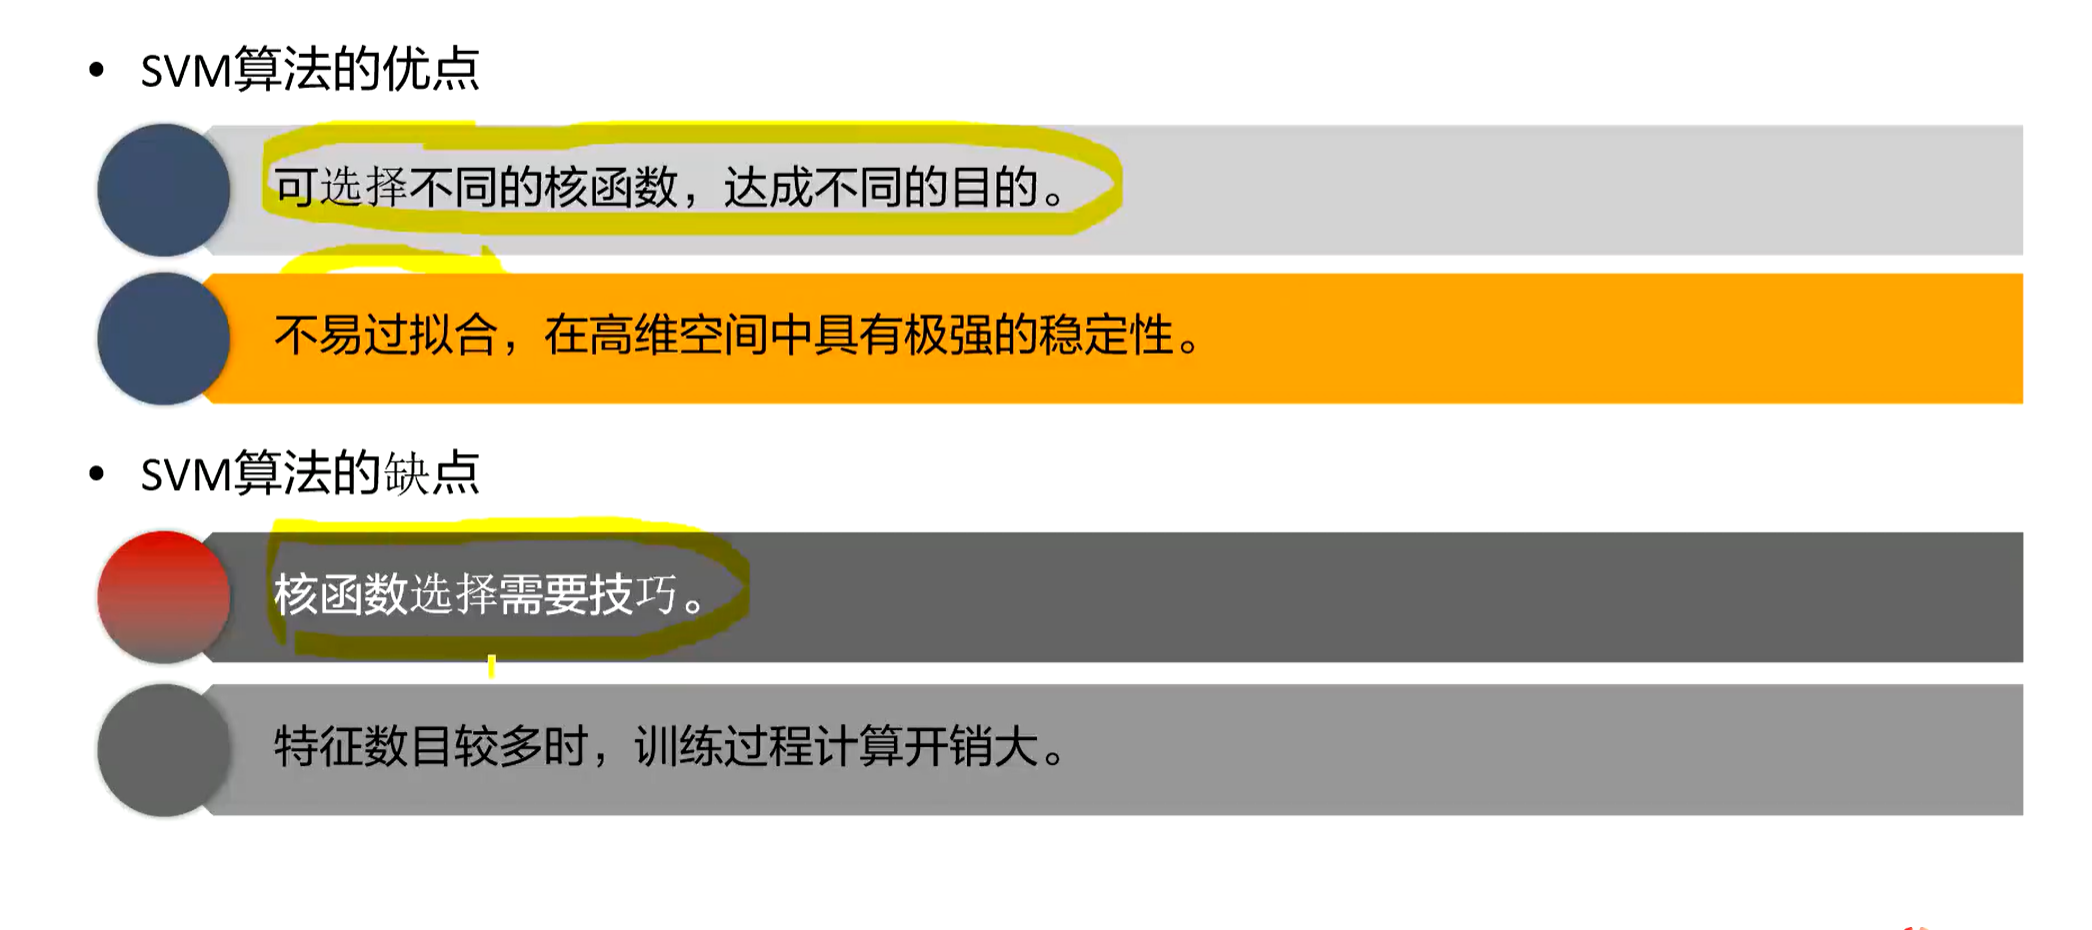 • SVM算法的优点
可选择不同的核函数，达成不同的目的。
不易过拟合，在高维空间中具有极强的稳定性。
• SVM算法的缺点
核函数选择需要技巧。
特征数目较多时，训练过程计算开销大。